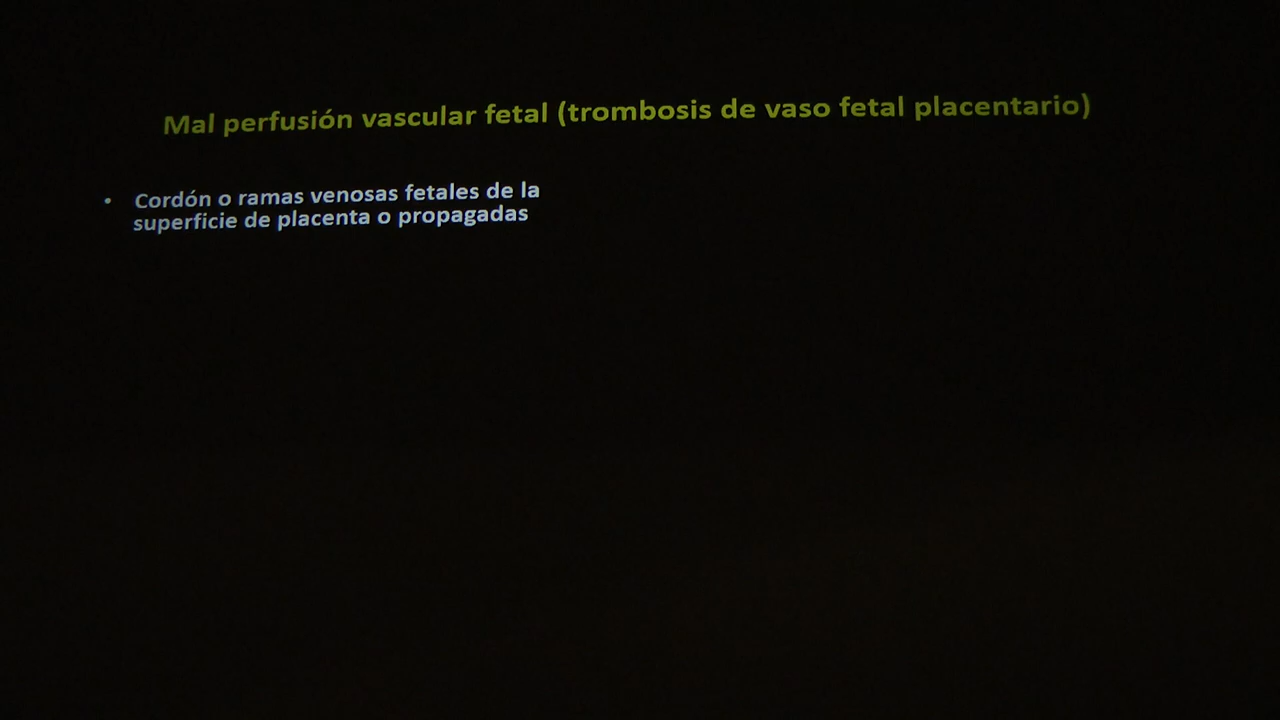 Mal perfusión vascular fetal (trombosis de vaso fetal placentario)
• Cordón o ramas venosas fetales de la
superficie de placenta o propagadas